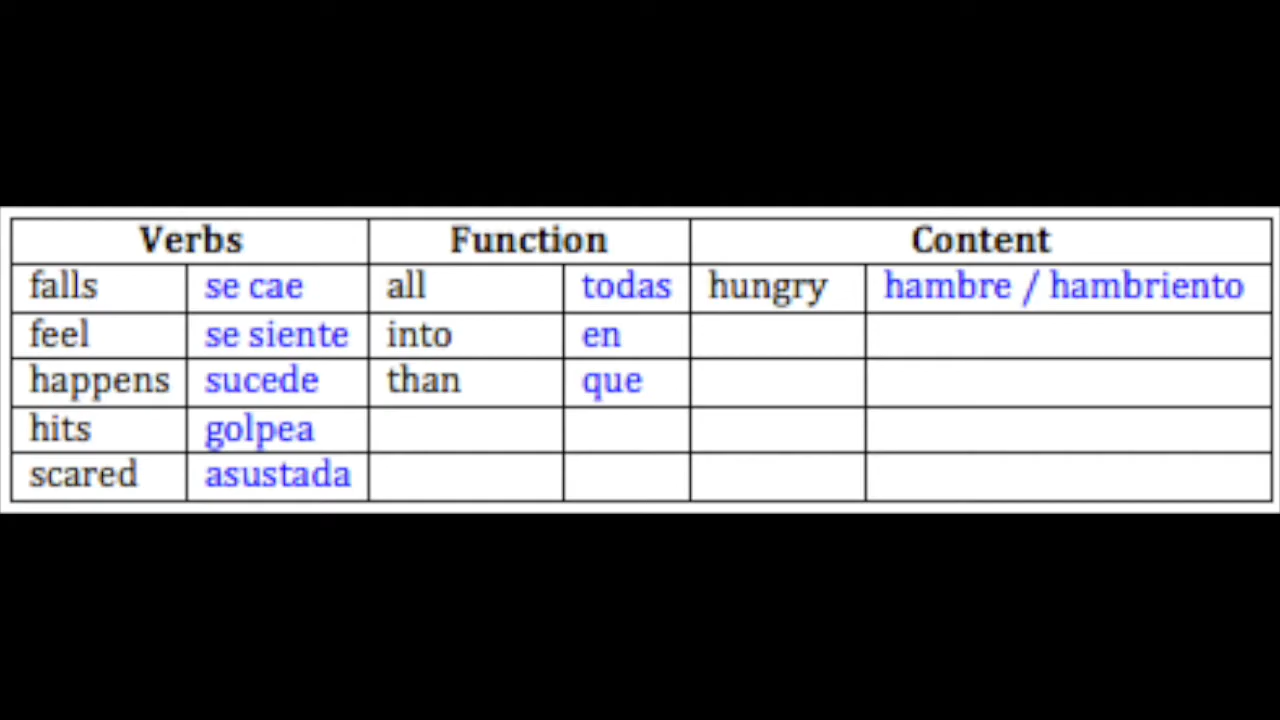 Verbs Function Content
falls se cae all todas hungry hambre / hambriento
feel se siente into en
happens sucede than que
hits golpea
scared asustada